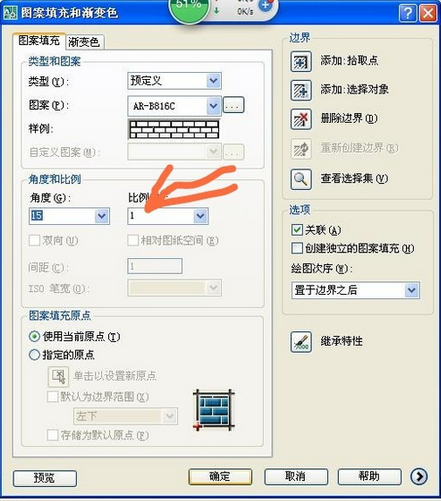 51%
0K/s
图案填充和渐变色
图案填充
渐变色
类型和图案
类型(Y):
预定义
图案(P):
AR-B816C
样例:
自定义图案(M):
角度和比例
角度(G):
比例
15
1
双向(U)
相对图纸空间(E)
间距(C):
1
ISO 笔宽(O):
图案填充原点
使用当前原点(T)
指定的原点
单击以设置新原点
默认为边界范围(X)
左下
存储为默认原点(F)
边界
添加:拾取点
添加:选择对象
删除边界(D)
重新创建边界(R)
查看选择集(V)
选项
关联(A)
创建独立的图案填充(H)
绘图次序(W):
置于边界之后
继承特性
预览
确定
取消
帮助